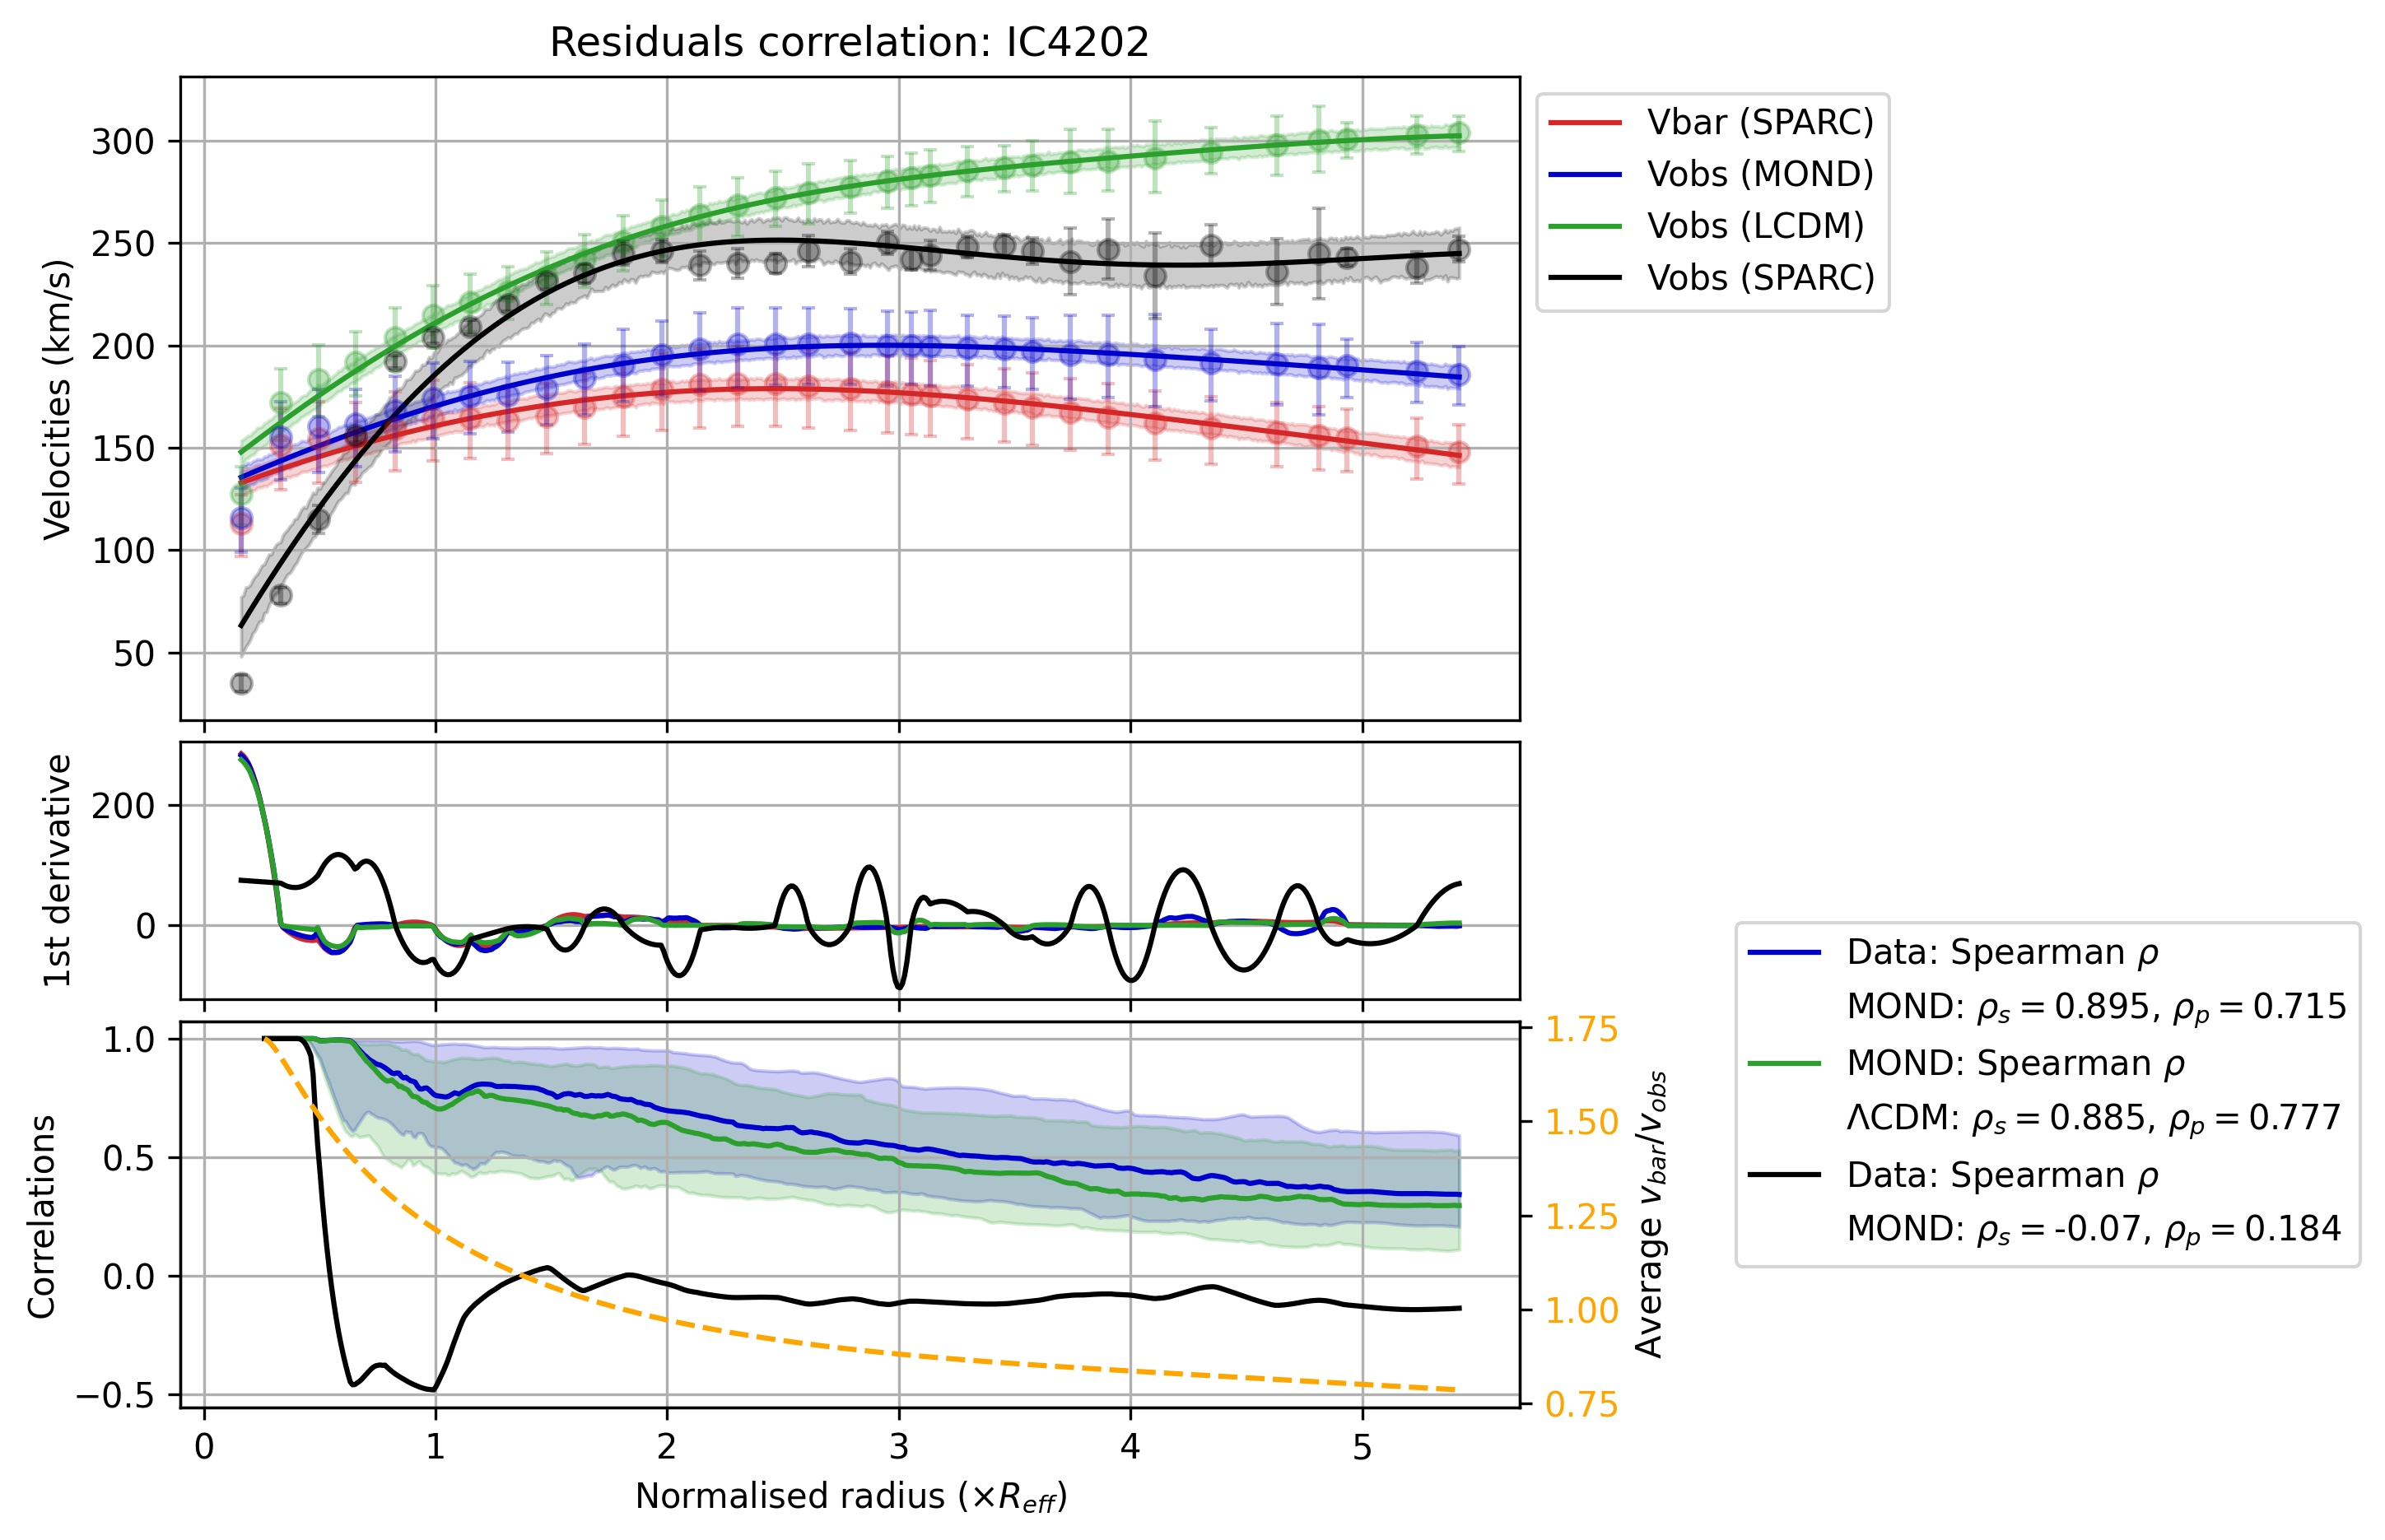 Residuals correlation: IC4202
Velocities (km/s)
300
250
200
150
100
50
Vbar (SPARC)
Vobs (MOND)
Vobs (LCDM)
Vobs (SPARC)
1st derivative
200
0
Correlations
1.0
0.5
0.0
−0.5
1.75
1.50
1.25
1.00
0.75
Average v_bar/v_obs
0 1 2 3 4 5
Normalised radius (×R_eff)
Data: Spearman ρ
MOND: ρ_s = 0.895, ρ_p = 0.715
MOND: Spearman ρ
ΛCDM: ρ_s = 0.885, ρ_p = 0.777
Data: Spearman ρ
MOND: ρ_s = -0.07, ρ_p = 0.184